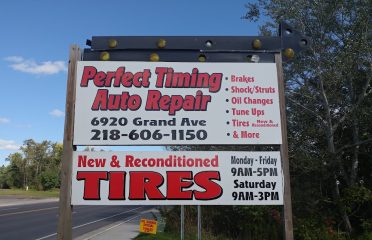 Perfect Timing
Auto Repair
6920 Grand Ave
218-606-1150
• Brakes
• Shock/Struts
• Oil Changes
• Tune Ups
• Tires New & Reconditioned
• & More
New & Reconditioned
TIRES
Monday - Friday
9AM-5PM
Saturday
9AM-3PM